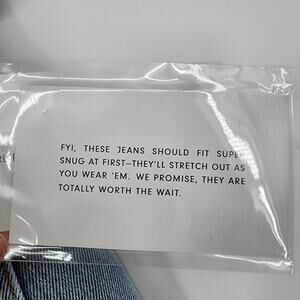 FYI, THESE JEANS SHOULD FIT SUPER
SNUG AT FIRST—THEY'LL STRETCH OUT AS
YOU WEAR 'EM. WE PROMISE, THEY ARE
TOTALLY WORTH THE WAIT.